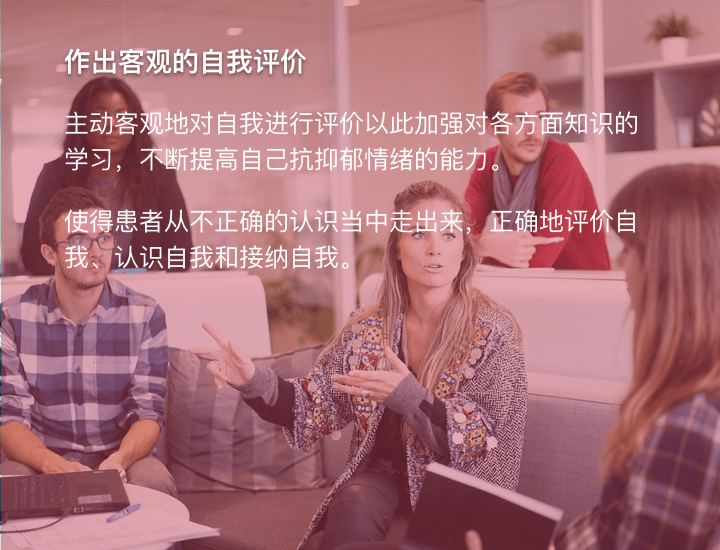 作出客观的自我评价
主动客观地对自我进行评价以此加强对各方面知识的
学习，不断提高自己抗抑郁情绪的能力。
使得患者从不正确的认识当中走出来，正确地评价自
我、认识自我和接纳自我。